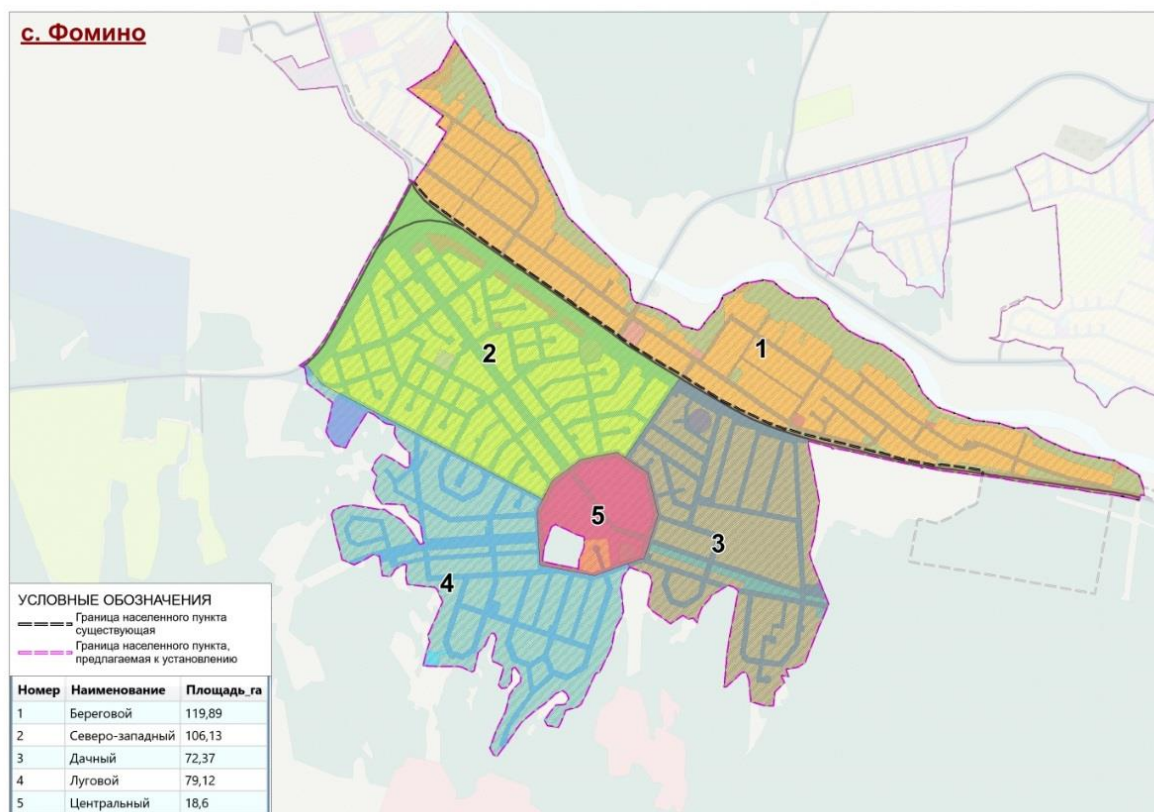 с. Фомино
1
2
5
3
4
УСЛОВНЫЕ ОБОЗНАЧЕНИЯ
Граница населенного пункта
существующая
Граница населенного пункта,
предлагаемая к установлению
Номер Наименование Площадь_га
1 Береговой 119,89
2 Северо-западный 106,13
3 Дачный 72,37
4 Луговой 79,12
5 Центральный 18,6